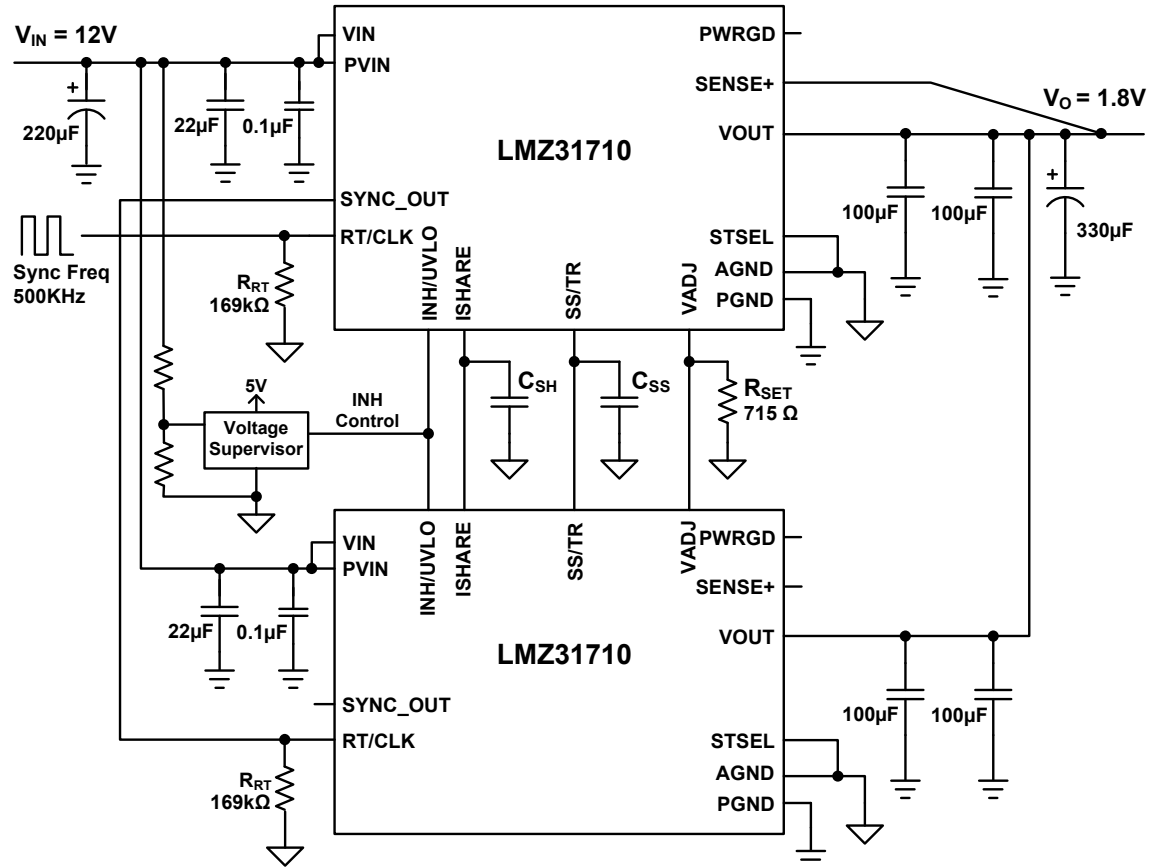 V_IN = 12V
220µF
22µF
0.1µF
VIN
PVIN
SYNC_OUT
RT/CLK
INH/UVLO
ISHARE
SS/TR
VADJ
LMZ31710
PWRGD
SENSE+
VOUT
STSEL
AGND
PGND
V_O = 1.8V
100µF
100µF
330µF
Sync Freq
500KHz
R_RT
169kΩ
5V
Voltage
Supervisor
INH
Control
C_SH
C_SS
R_SET
715 Ω
VIN
PVIN
22µF
0.1µF
INH/UVLO
ISHARE
SS/TR
VADJ
LMZ31710
SYNC_OUT
RT/CLK
R_RT
169kΩ
PWRGD
SENSE+
VOUT
STSEL
AGND
PGND
100µF
100µF